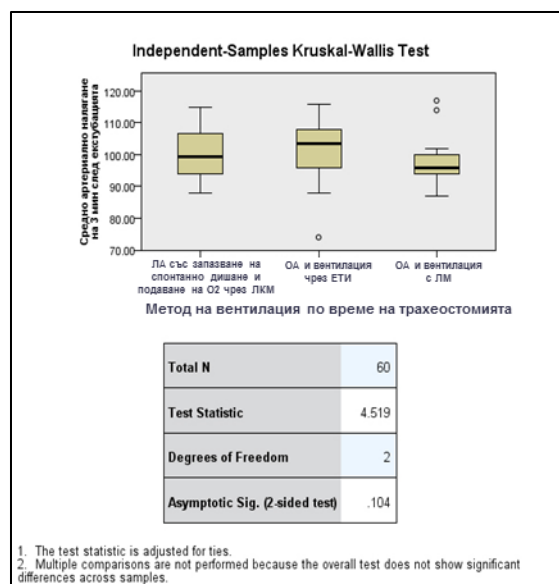 Independent-Samples Kruskal-Wallis Test
Средно артериално налягане
на 3 мин след екстубацията
120.00
110.00
100.00
90.00
80.00
70.00
ЛА със запазване на
спонтанно дишане и
подаване на О2 чрез ЛКМ
ОА и вентилация
чрез ЕТИ
ОА и вентилация
с ЛМ
Метод на вентилация по време на трахеостомията
Total N 60
Test Statistic 4.519
Degrees of Freedom 2
Asymptotic Sig. (2-sided test) .104
1. The test statistic is adjusted for ties.
2. Multiple comparisons are not performed because the overall test does not show significant
differences across samples.